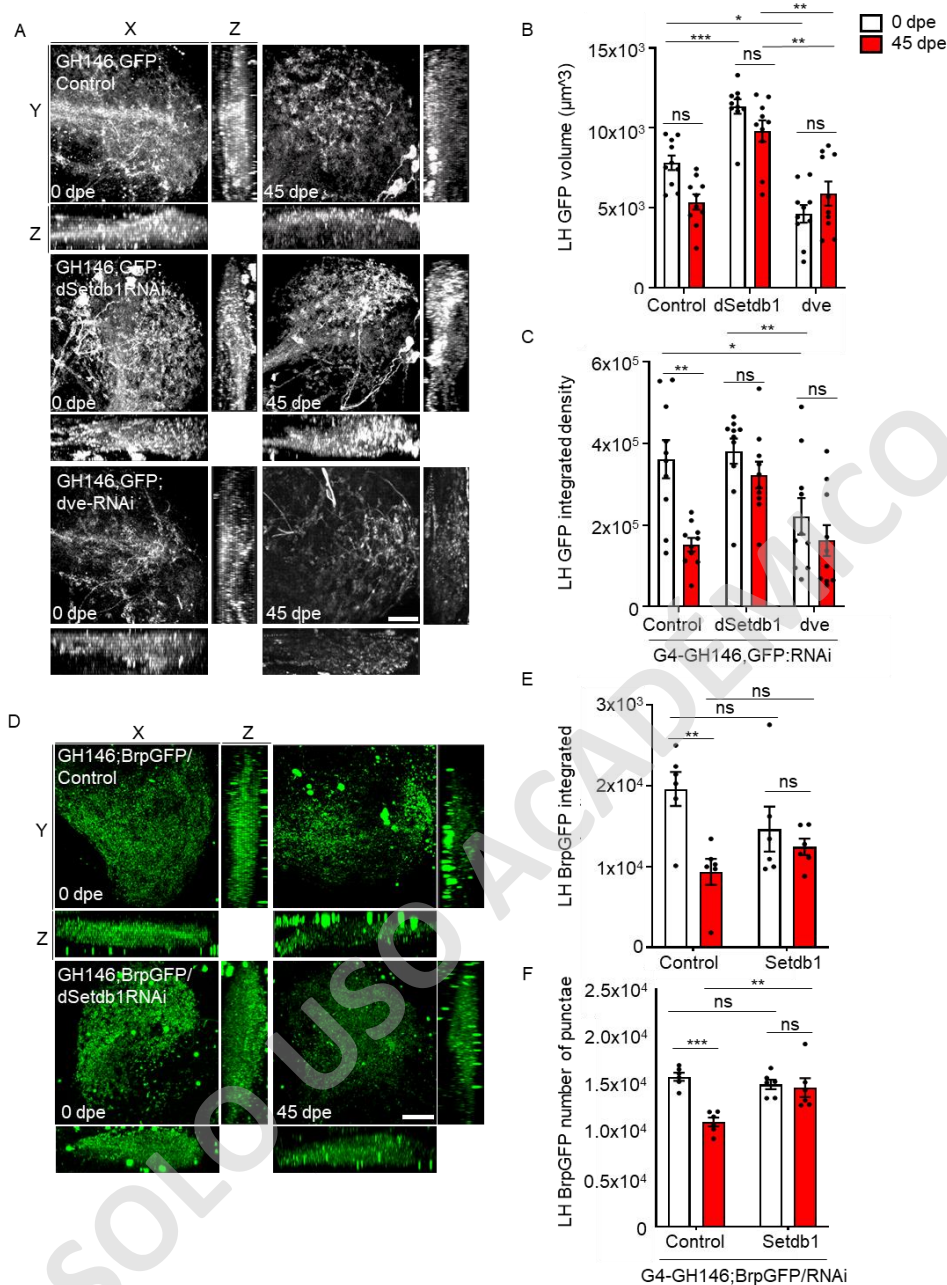 A
X
Z
GH146,GFP;
Control
Y
0 dpe
45 dpe
Z
GH146,GFP;
dSetdb1RNAi
0 dpe
45 dpe
GH146,GFP;
dve-RNAi
0 dpe
45 dpe
B
0 dpe
45 dpe
LH GFP volume (µm^3)
15x10³
10x10³
5x10³
0
**
*
*** ns **
ns ns
Control dSetdb1 dve
C
LH GFP integrated density
6x10⁵
4x10⁵
2x10⁵
0
**
*
** ns ns
Control dSetdb1 dve
G4-GH146,GFP:RNAi
D
X
Z
GH146;BrpGFP/
Control
Y
0 dpe
Z
GH146;BrpGFP/
dSetdb1RNAi
0 dpe
45 dpe
E
LH BrpGFP integrated
3x10³
2x10⁴
1x10⁴
0
ns
ns
** ns
Control Setdb1
F
LH BrpGFP number of punctae
2.5x10⁴
1.5x10⁴
1.0x10⁴
0.5x10⁴
0
**
ns
*** ns
Control Setdb1
G4-GH146;BrpGFP/RNAi
SOLO USO ACADEMICO